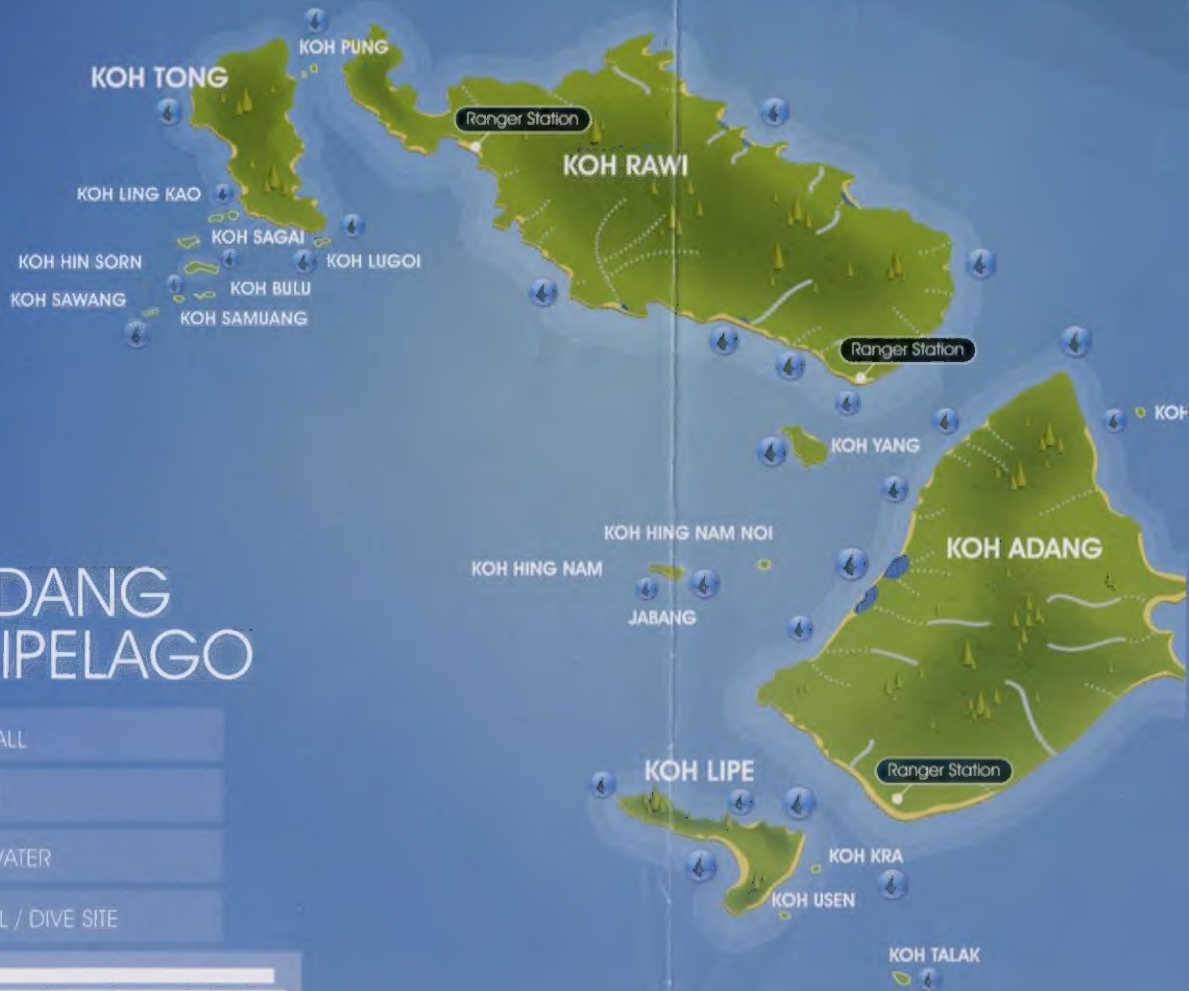 KOH PUNG
KOH TONG
Ranger Station
KOH RAWI
KOH LING KAO
KOH SAGAI
KOH HIN SORN
KOH LUGOI
KOH BULU
KOH SAWANG
KOH SAMUANG
Ranger Station
KOH
KOH YANG
KOH HING NAM NOI
KOH ADANG
KOH HING NAM
JABANG
DANG
IPELAGO
ALL
KOH LIPE
Ranger Station
KOH KRA
WATER
KOH USEN
L / DIVE SITE
KOH TALAK